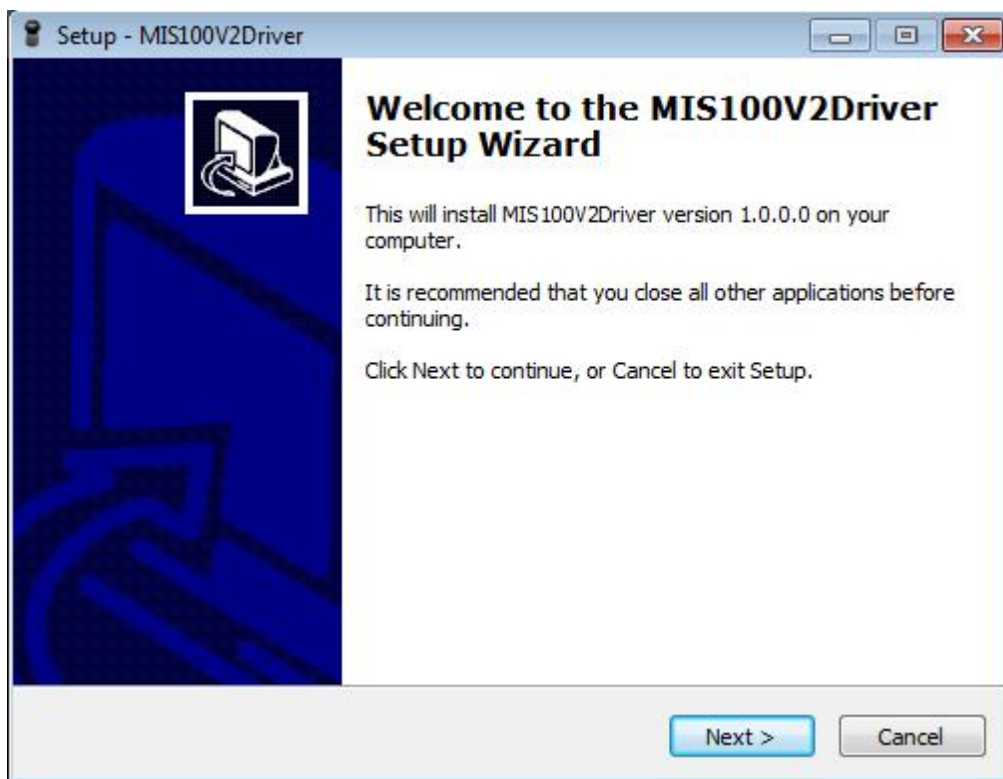 Setup - MIS100V2Driver
Welcome to the MIS100V2Driver
Setup Wizard
This will install MIS100V2Driver version 1.0.0.0 on your
computer.
It is recommended that you close all other applications before
continuing.
Click Next to continue, or Cancel to exit Setup.
Next >
Cancel